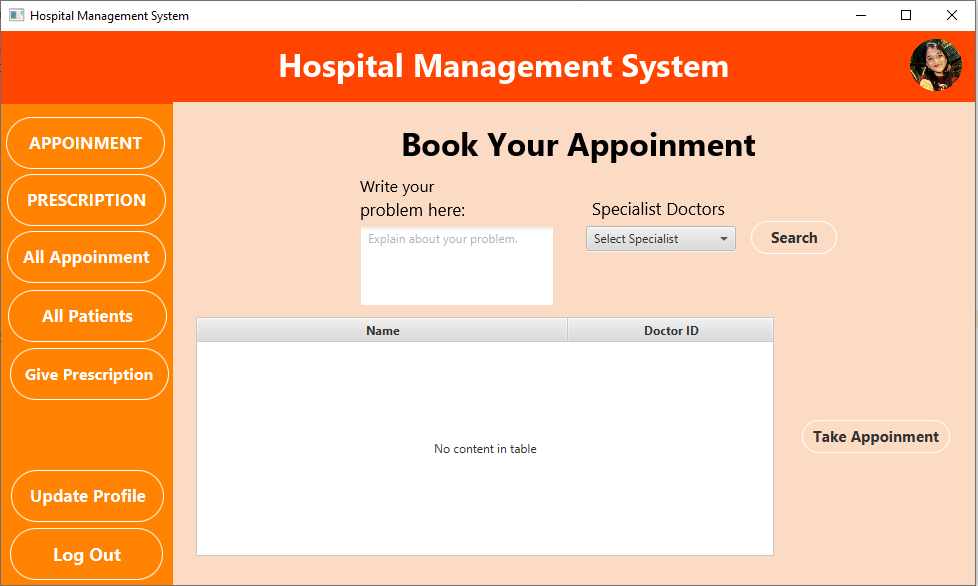 Hospital Management System
Hospital Management System
APPOINMENT
PRESCRIPTION
All Appoinment
All Patients
Give Prescription
Update Profile
Log Out
Book Your Appoinment
Write your
problem here:
Explain about your problem.
Specialist Doctors
Select Specialist
Search
Name
Doctor ID
No content in table
Take Appoinment